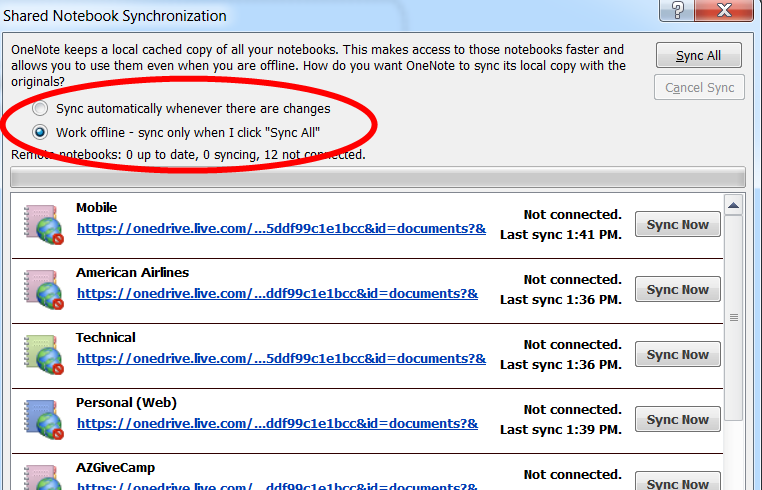 Shared Notebook Synchronization
OneNote keeps a local cached copy of all your notebooks. This makes access to those notebooks faster and
allows you to use them even when you are offline. How do you want OneNote to sync its local copy with the
originals?
Sync All
Cancel Sync
Sync automatically whenever there are changes
Work offline - sync only when I click "Sync All"
Remote notebooks: 0 up to date, 0 syncing, 12 not connected.
Mobile
https://onedrive.live.com/...5ddf99c1e1bcc&id=documents?&
Not connected.
Last sync 1:41 PM.
Sync Now
American Airlines
https://onedrive.live.com/...ddf99c1e1bcc&id=documents?&
Not connected.
Last sync 1:36 PM.
Sync Now
Technical
https://onedrive.live.com/...5ddf99c1e1bcc&id=documents?&
Not connected.
Last sync 1:36 PM.
Sync Now
Personal (Web)
https://onedrive.live.com/...ddf99c1e1bcc&id=documents?&
Not connected.
Last sync 1:39 PM.
Sync Now
AZGiveCamp
https://onedrive.live.com/...ddf99c1e1bcc&id=documents?&
Not connected.
Sync Now